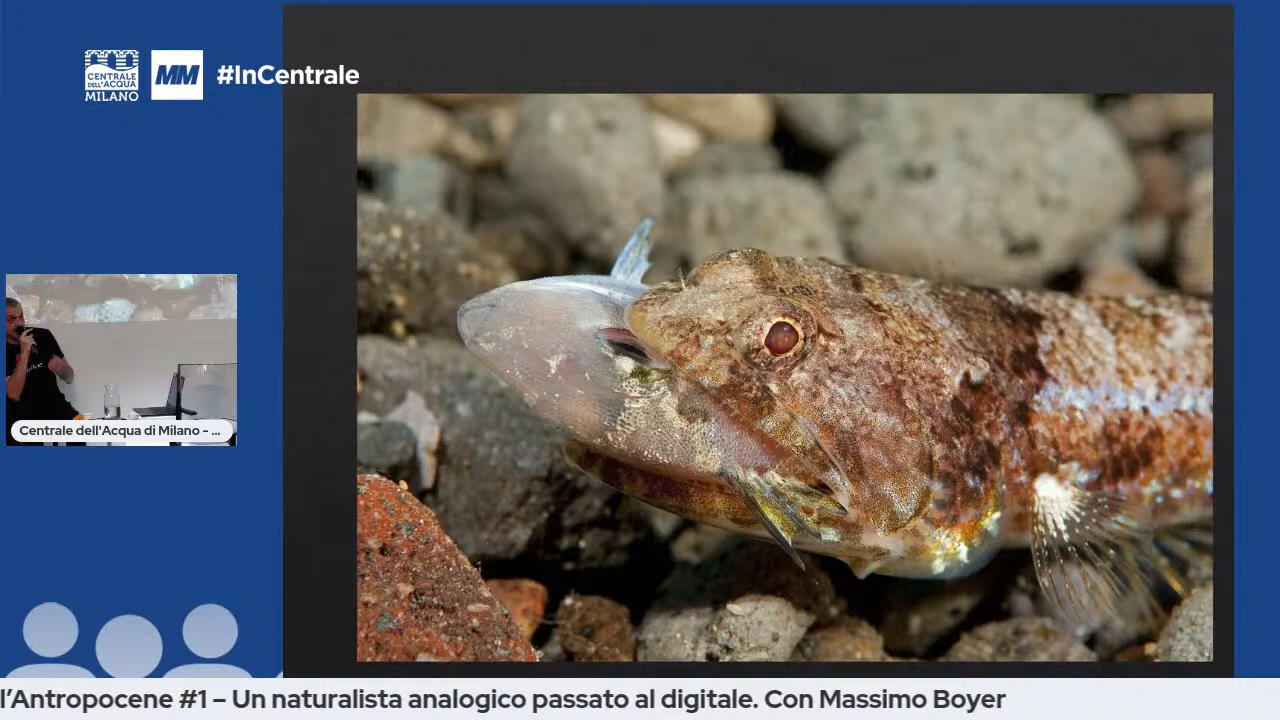 CENTRALE
DELL'ACQUA
MILANO
MM
#InCentrale
Centrale dell'Acqua di Milano - ...
l'Antropocene #1 – Un naturalista analogico passato al digitale. Con Massimo Boyer